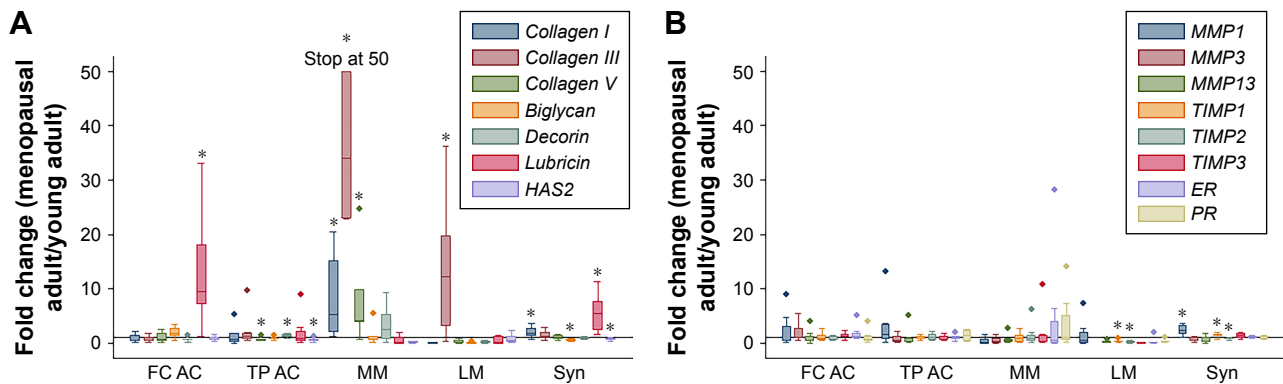 A
Fold change (menopausal
adult/young adult)
50
40
30
20
10
0
*
Stop at 50
*
*
*
*
*
*
*
*
*
*
*
FC AC
TP AC
MM
LM
Syn
Collagen I
Collagen III
Collagen V
Biglycan
Decorin
Lubricin
HAS2
B
Fold change (menopausal
adult/young adult)
50
40
30
20
10
0
*
*
*
*
*
FC AC
TP AC
MM
LM
Syn
MMP1
MMP3
MMP13
TIMP1
TIMP2
TIMP3
ER
PR